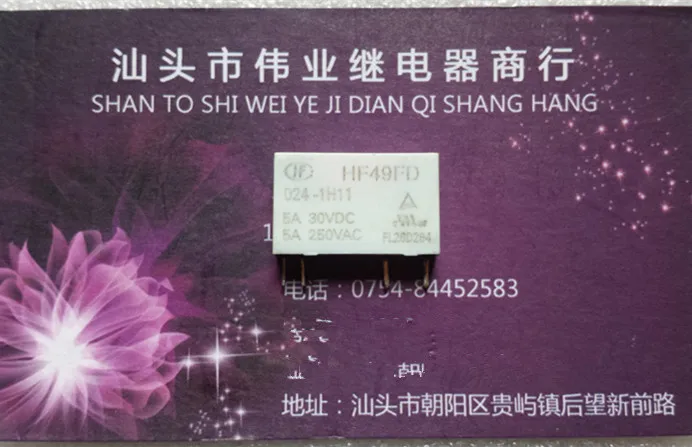 汕头市伟业继电器商行
SHAN TO SHI WEI YE JI DIAN QI SHANG HANG
HF HF49FD
024-1H11
5A 30VDC
5A 250VAC
电话：0754-84452583
地址：汕头市朝阳区贵屿镇后望新前路